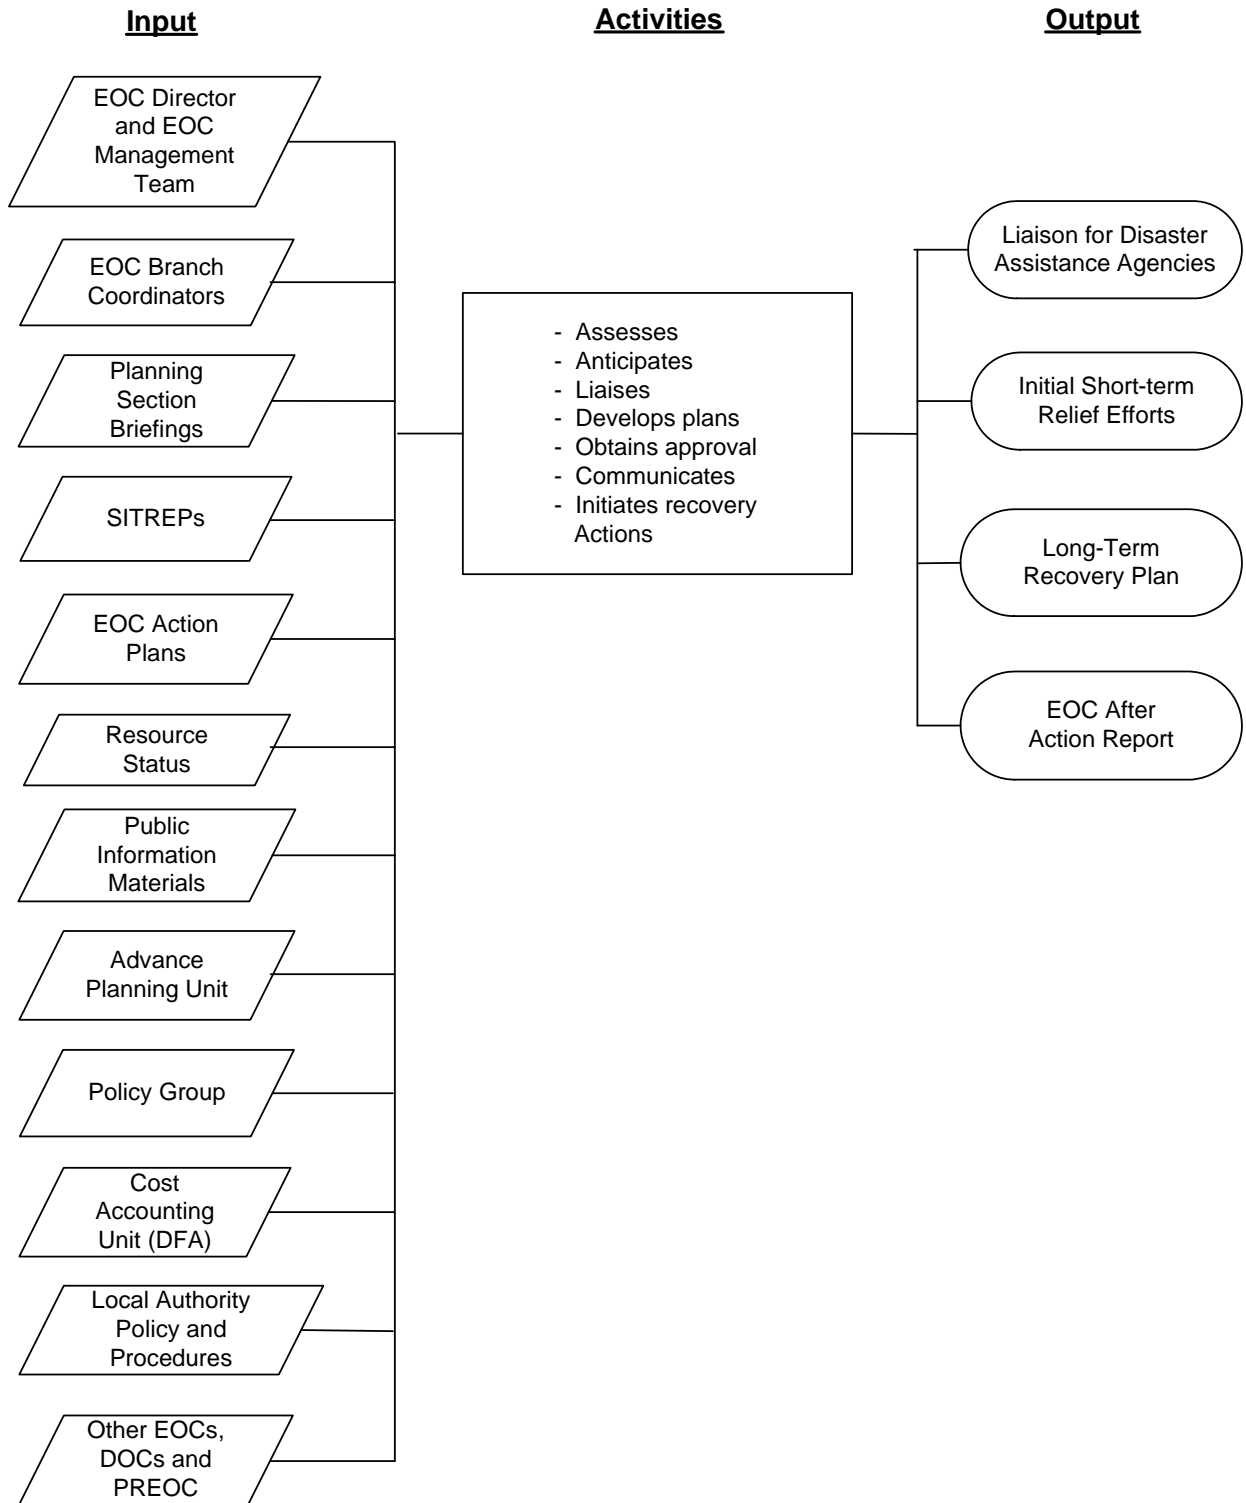 Input
Activities
Output
EOC Director
and EOC
Management
Team
EOC Branch
Coordinators
Planning
Section
Briefings
SITREPs
EOC Action
Plans
Resource
Status
Public
Information
Materials
Advance
Planning Unit
Policy Group
Cost
Accounting
Unit (DFA)
Local Authority
Policy and
Procedures
Other EOCs,
DOCs and
PREOC
- Assesses
- Anticipates
- Liaises
- Develops plans
- Obtains approval
- Communicates
- Initiates recovery
Actions
Liaison for Disaster
Assistance Agencies
Initial Short-term
Relief Efforts
Long-Term
Recovery Plan
EOC After
Action Report